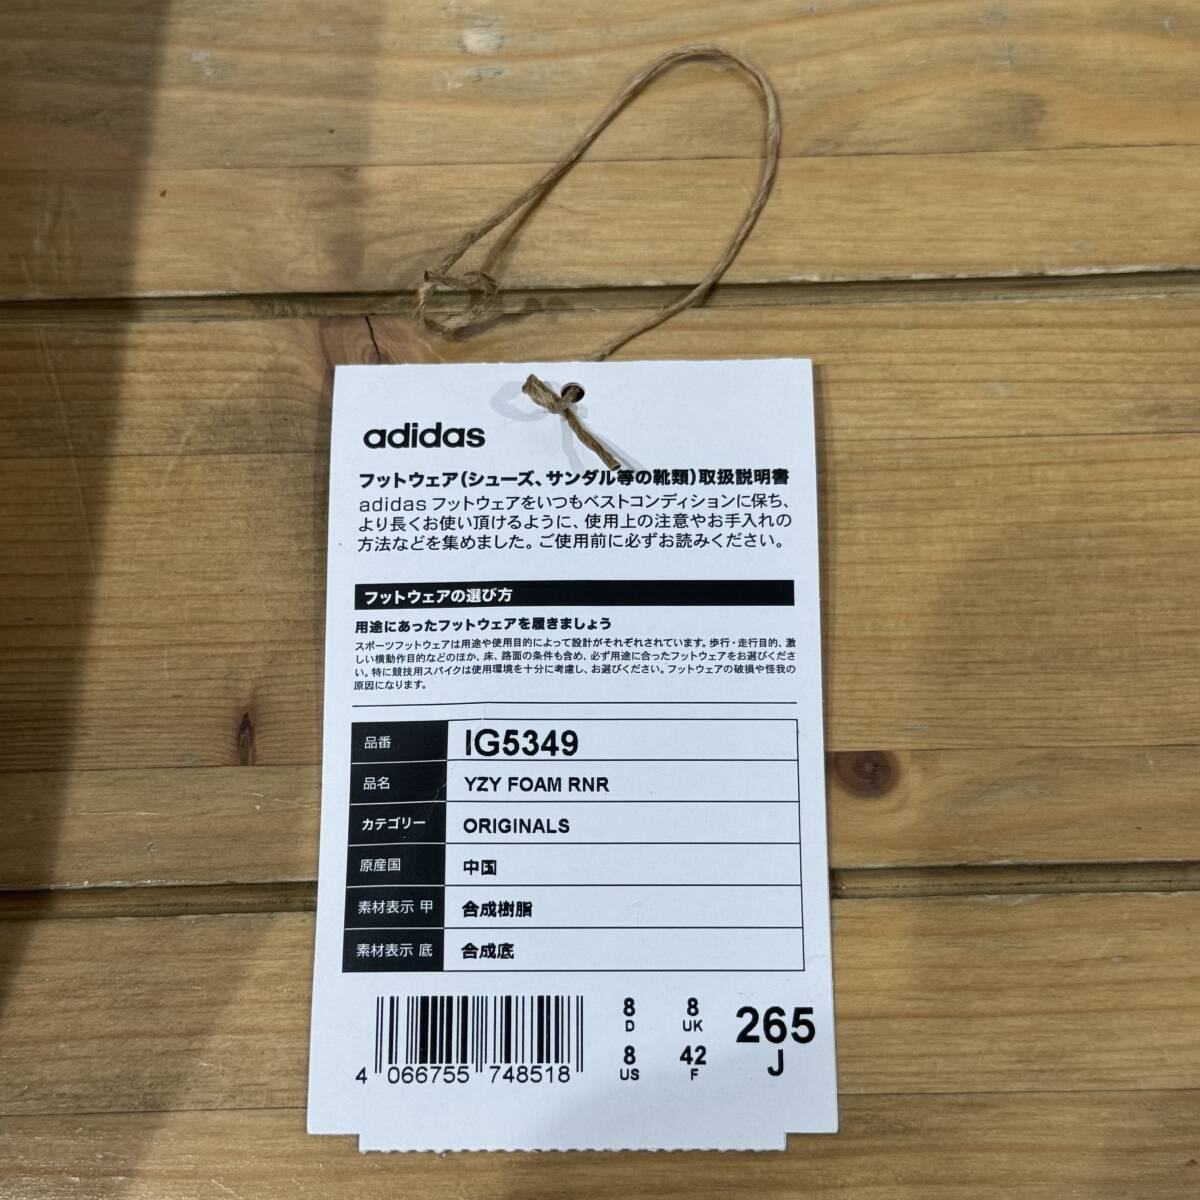 adidas
フットウェア(シューズ、サンダル等の靴類)取扱説明書
adidas フットウェアをいつもベストコンディションに保ち、
より長くお使い頂けるように、使用上の注意やお手入れの
方法などを集めました。ご使用前に必ずお読みください。
フットウェアの選び方
用途にあったフットウェアを履きましょう
スポーツフットウェアは用途や使用目的によって設計がそれぞれされています。歩行・走行目的、激
しい横動作目的などのほか、床、路面の条件も含め、必ず用途に合ったフットウェアをお選びくださ
い。特に競技用スパイクは使用環境を十分に考慮し、お選びください。フットウェアの破損や怪我の
原因になります。
品番 IG5349
品名 YZY FOAM RNR
カテゴリー ORIGINALS
原産国 中国
素材表示 甲 合成樹脂
素材表示 底 合成底
8 8 265
D UK
8 42 J
US F
4 066755 748518